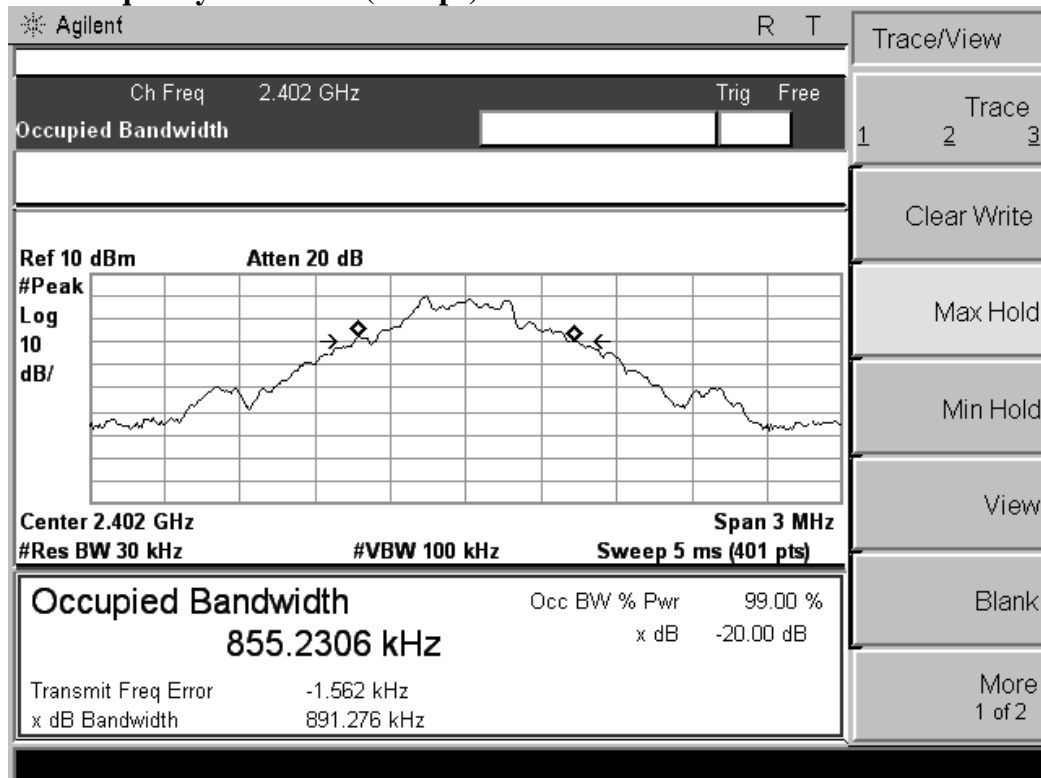 Agilent R T
Trace/View
Ch Freq 2.402 GHz Trig Free
Occupied Bandwidth
Trace
1 2 3
Clear Write
Ref 10 dBm Atten 20 dB
#Peak
Log
10
dB/
Max Hold
Min Hold
Center 2.402 GHz Span 3 MHz
#Res BW 30 kHz #VBW 100 kHz Sweep 5 ms (401 pts)
View
Occupied Bandwidth Occ BW % Pwr 99.00 %
855.2306 kHz x dB -20.00 dB
Blank
Transmit Freq Error -1.562 kHz
x dB Bandwidth 891.276 kHz
More
1 of 2